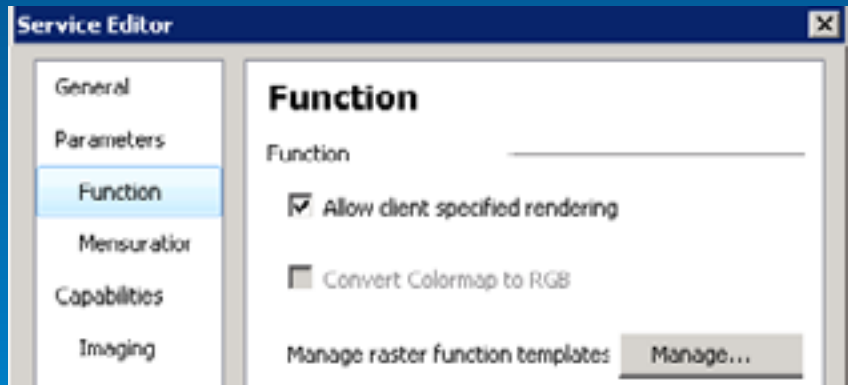 Service Editor
General
Parameters
Function
Mensuration
Capabilities
Imaging
Function
Function
Allow client specified rendering
Convert Colormap to RGB
Manage raster function templates
Manage...